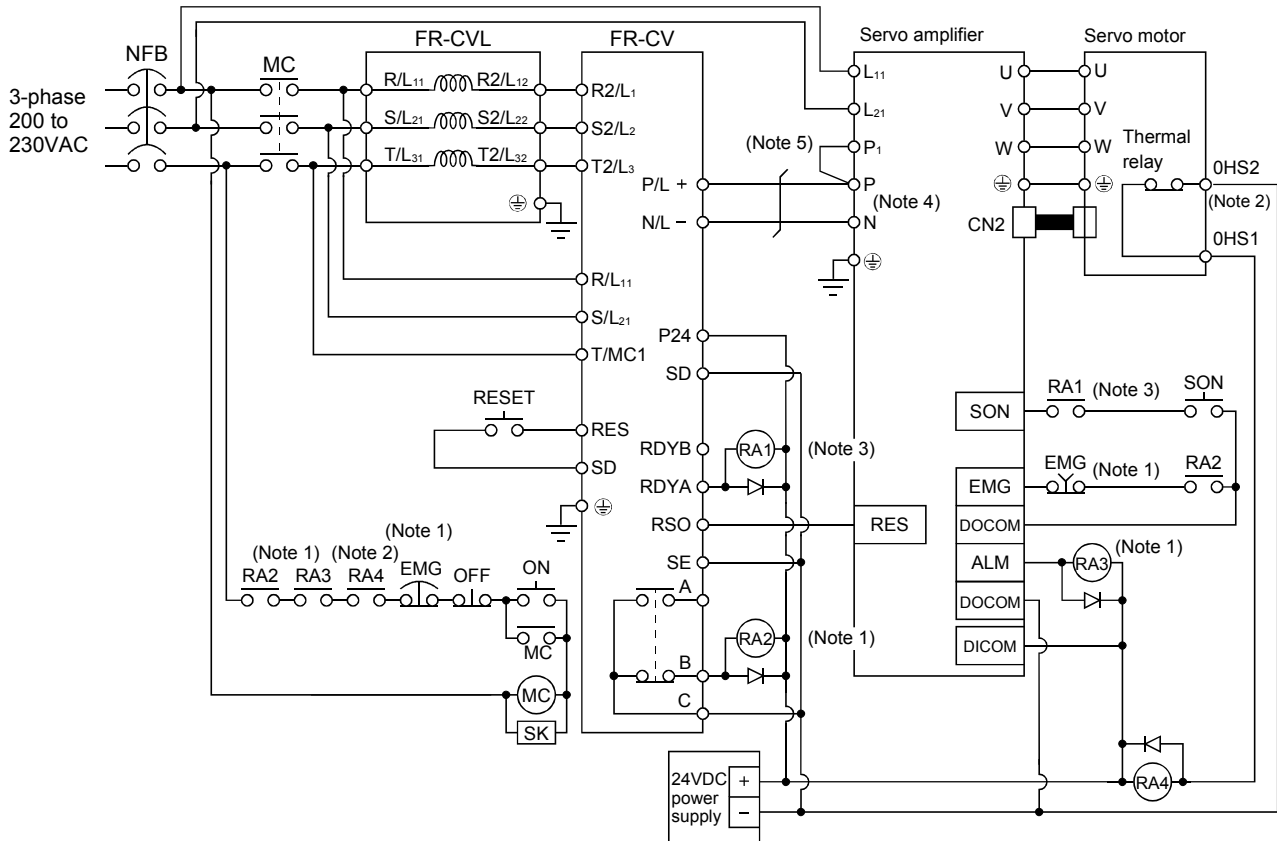 FR-CVL
FR-CV
Servo amplifier
Servo motor
NFB
MC
3-phase
200 to
230VAC
R/L11
R2/L12
R2/L1
S/L21
S2/L22
S2/L2
T/L31
T2/L32
T2/L3
L11
L21
(Note 5)
P1
P/L +
P
(Note 4)
N/L −
N
U
U
V
V
W
W
Thermal
relay
0HS2
(Note 2)
0HS1
CN2
R/L11
S/L21
T/MC1
P24
SD
RESET
RES
SD
RDYB
RDYA
RA1
(Note 3)
RSO
RES
SE
SON
RA1
(Note 3)
SON
EMG
EMG
(Note 1)
RA2
DOCOM
ALM
RA3
(Note 1)
DOCOM
DICOM
(Note 1)
(Note 1)
(Note 2)
RA2
RA3
RA4
EMG
OFF
ON
MC
MC
SK
A
B
C
RA2
(Note 1)
24VDC
power
supply
+
−
RA4